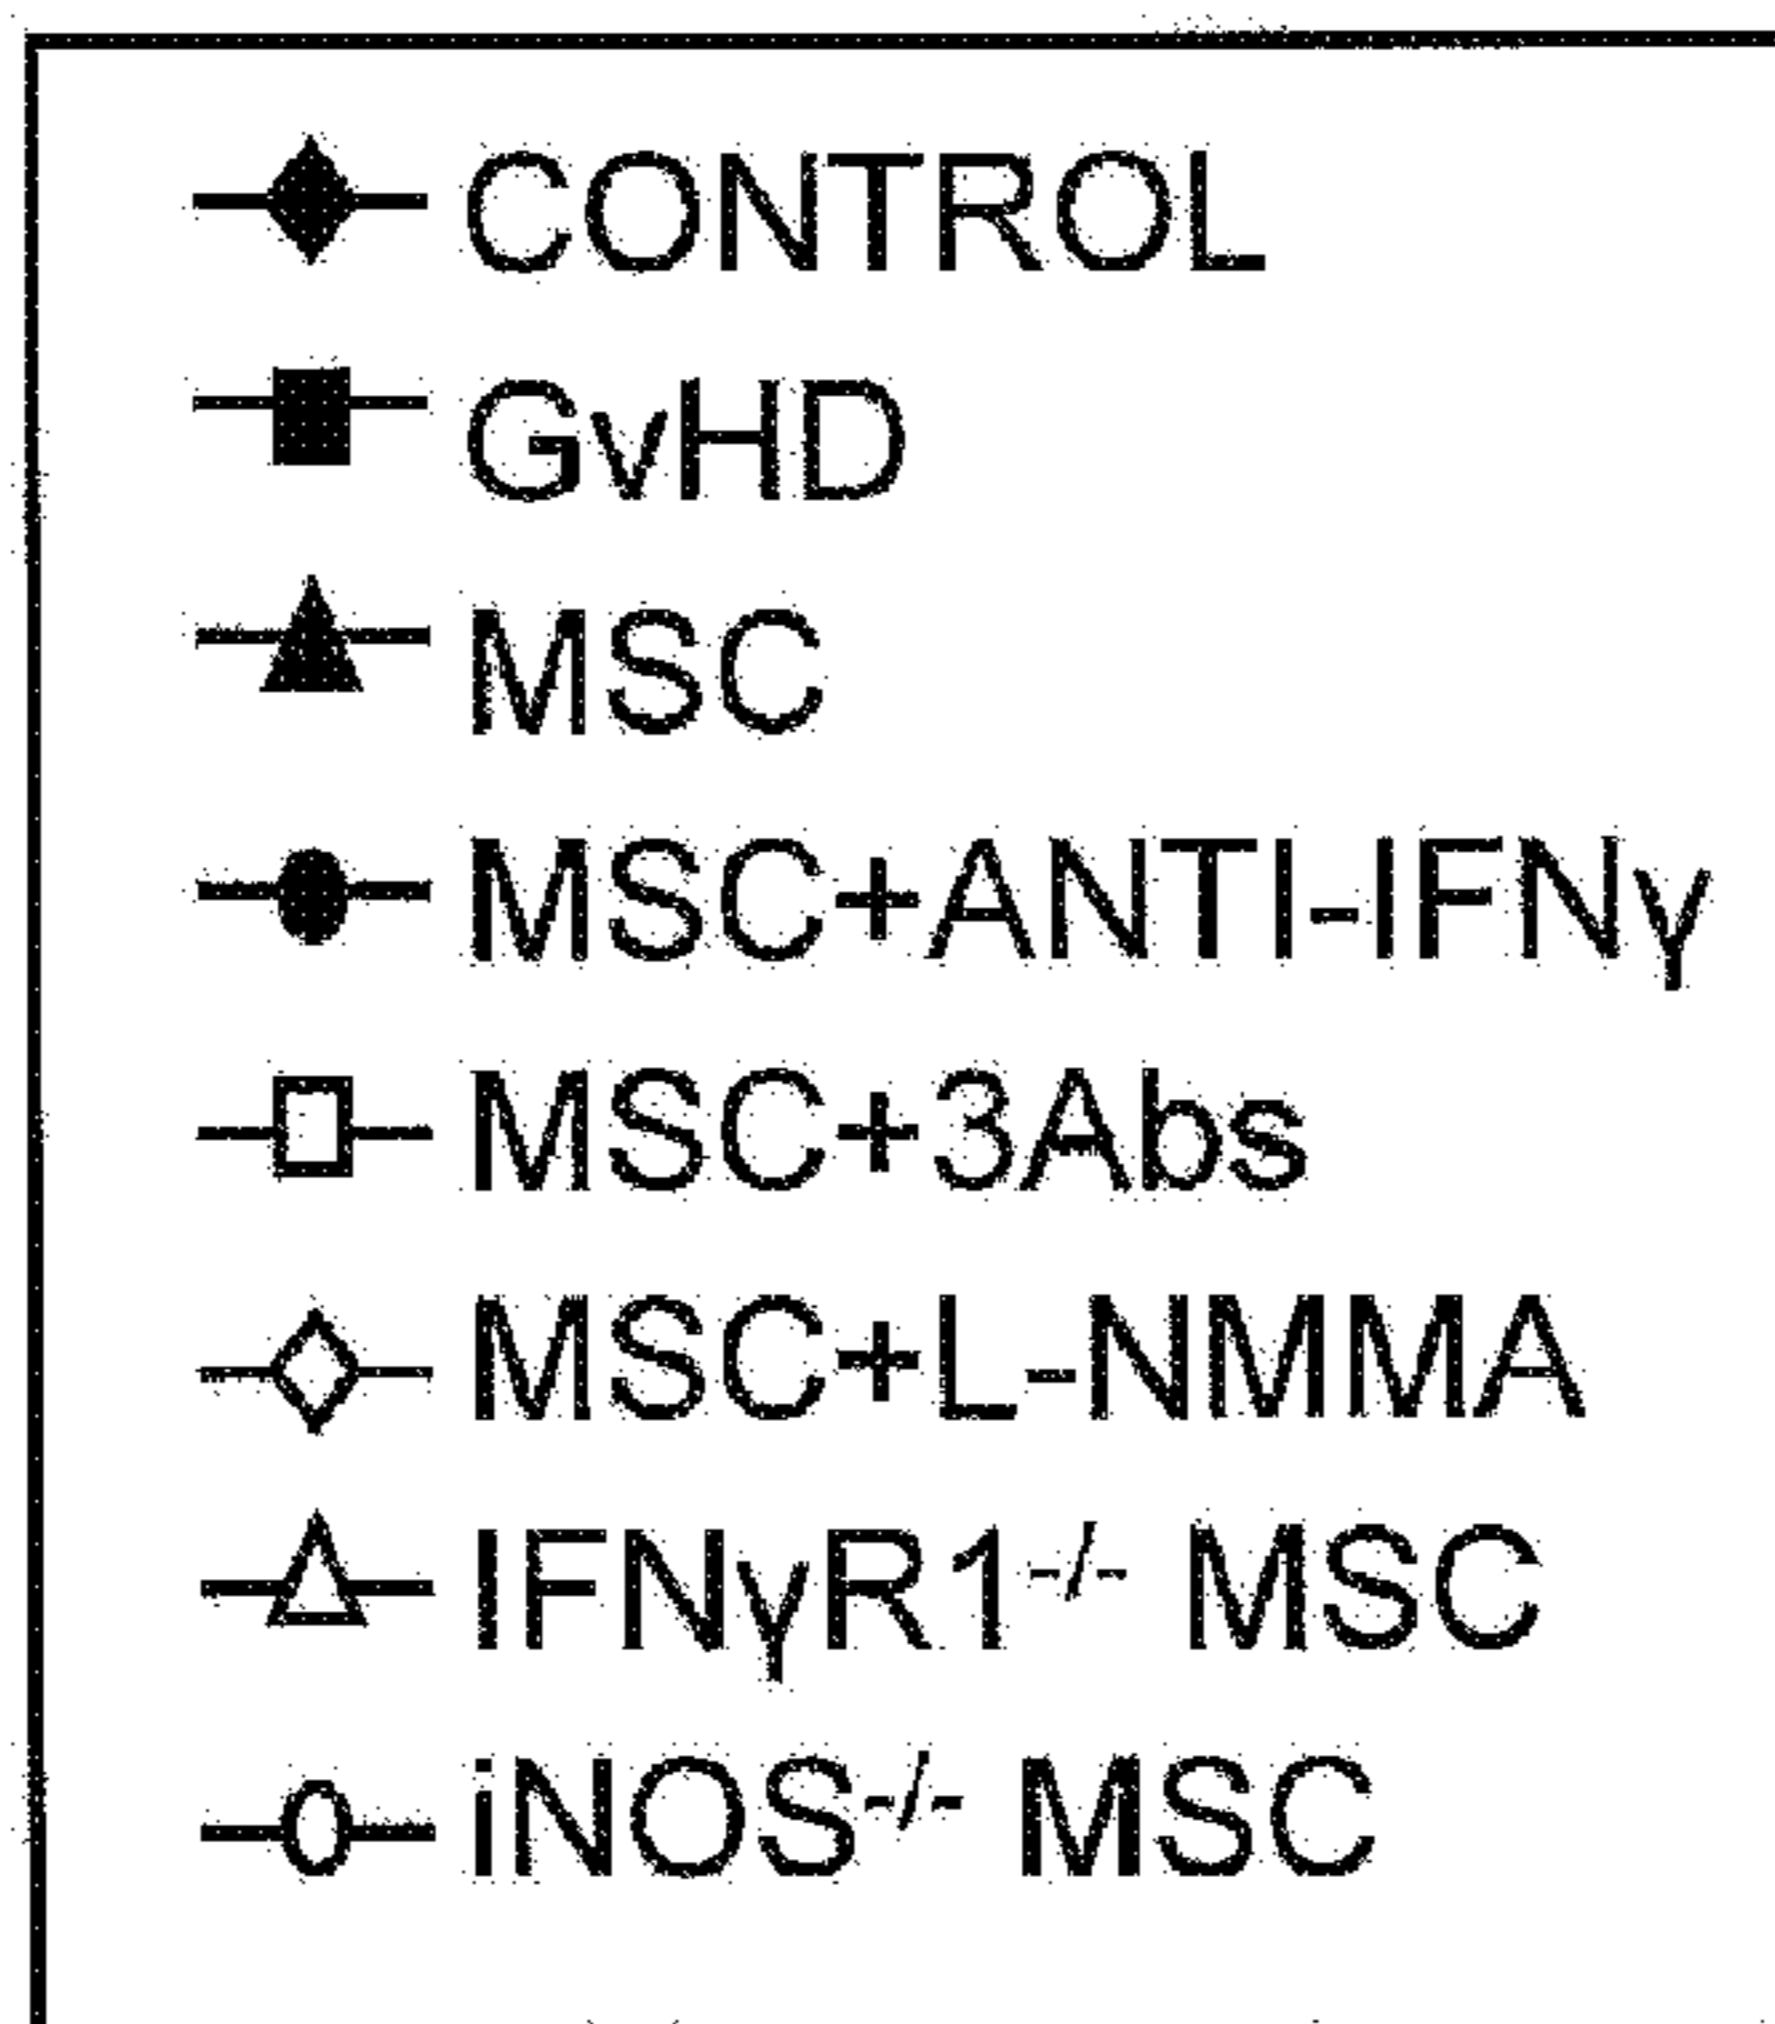 CONTROL
GvHD
MSC
MSC+ANTI-IFNγ
MSC+3Abs
MSC+L-NMMA
IFNγR1-/- MSC
iNOS-/- MSC